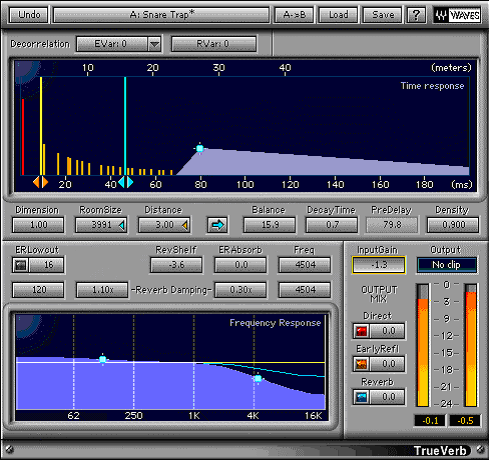 Undo A: Snare Trap* A->B Load Save ? WAVES
Decorrelation EVar: 0 RVar: 0
10 20 30 40 (meters)
Time response
20 40 60 80 100 120 140 160 180 (ms)
Dimension RoomSize Distance Balance DecayTime PreDelay Density
1.00 3991 3.00 15.9 0.7 79.8 0.900
ERLowcut RevShelf ERAbsorb Freq InputGain Output
16 -3.6 0.0 4504 -1.3 No clip
120 1.10x -Reverb Damping- 0.30x 4504
OUTPUT
MIX
Direct
0.0
EarlyRefl
0.0
Reverb
0.0
0
-3
-6
-9
-12
-15
-18
-21
-24
-0.1 -0.5
Frequency Response
62 250 1K 4K 16K
TrueVerb